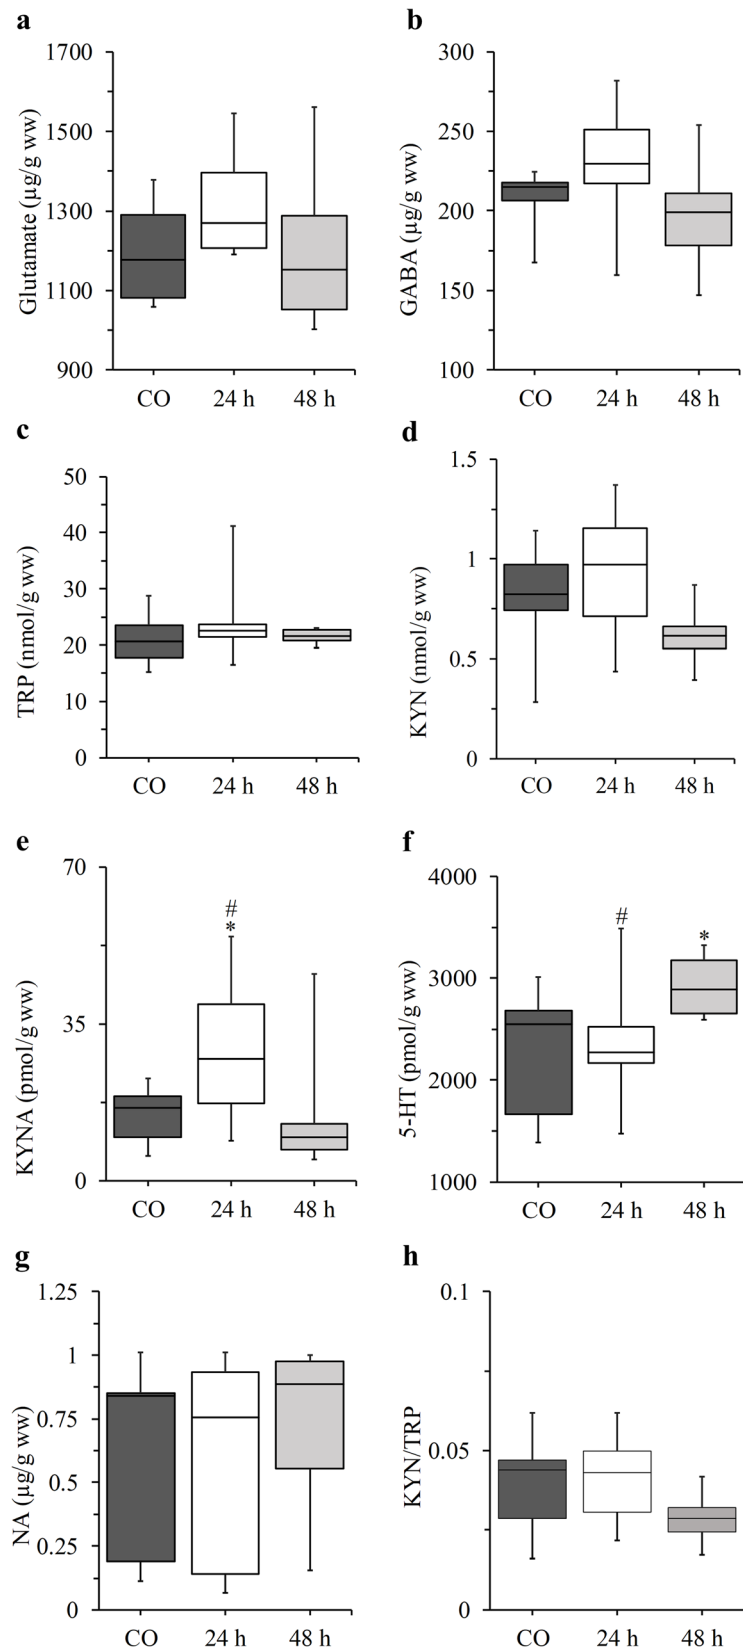 a
Glutamate (µg/g ww)
1700
1500
1300
1100
900
CO 24 h 48 h
b
GABA (µg/g ww)
300
250
200
150
100
CO 24 h 48 h
c
TRP (nmol/g ww)
50
40
30
20
10
0
CO 24 h 48 h
d
KYN (nmol/g ww)
1.5
1
0.5
0
CO 24 h 48 h
e
KYNA (pmol/g ww)
70
35
0
#
*
CO 24 h 48 h
f
5-HT (pmol/g ww)
4000
3000
2000
1000
#
*
CO 24 h 48 h
g
NA (µg/g ww)
1.25
1
0.75
0.5
0.25
0
CO 24 h 48 h
h
KYN/TRP
0.1
0.05
0
CO 24 h 48 h